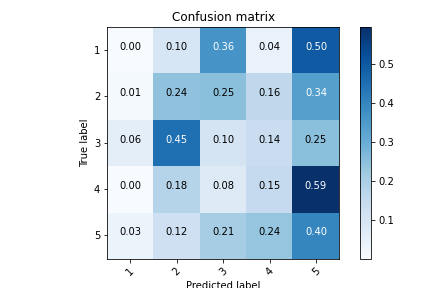 Confusion matrix
1 0.00 0.10 0.36 0.04 0.50
2 0.01 0.24 0.25 0.16 0.34
3 0.06 0.45 0.10 0.14 0.25
4 0.00 0.18 0.08 0.15 0.59
5 0.03 0.12 0.21 0.24 0.40
1 2 3 4 5
True label
Predicted label
0.5
0.4
0.3
0.2
0.1